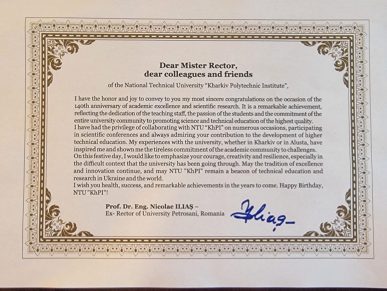 Dear Mister Rector,
dear colleagues and friends
of the National Technical University "Kharkiv Polytechnic Institute",
I have the honor and joy to convey to you my most sincere congratulations on the occasion of the
140th anniversary of academic excellence and scientific research. It is a remarkable achievement,
reflecting the dedication of the teaching staff, the passion of the students and the commitment of the
entire university community to promoting science and technical education of the highest quality.
I have had the privilege of collaborating with NTU "KhPI" on numerous occasions, participating
in scientific conferences and always admiring your contribution to the development of higher
technical education. My experiences with the university, whether in Kharkiv or in Alusta, have
inspired me and shown me the tireless commitment of the academic community to challenges.
On this festive day, I would like to emphasize your courage, creativity and resilience, especially in
the difficult context that the university has been going through. May the tradition of excellence
and innovation continue, and may NTU "KhPI" remain a beacon of technical education and
research in Ukraine and the world.
I wish you health, success, and remarkable achievements in the years to come. Happy Birthday,
NTU "KhPI"!
Prof. Dr. Eng. Nicolae ILIAȘ –
Ex- Rector of University Petrosani, Romania